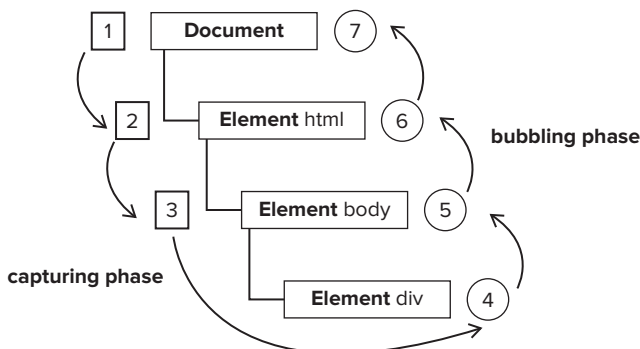 1 Document 7
2 Element html 6
bubbling phase
3 Element body 5
capturing phase
Element div 4